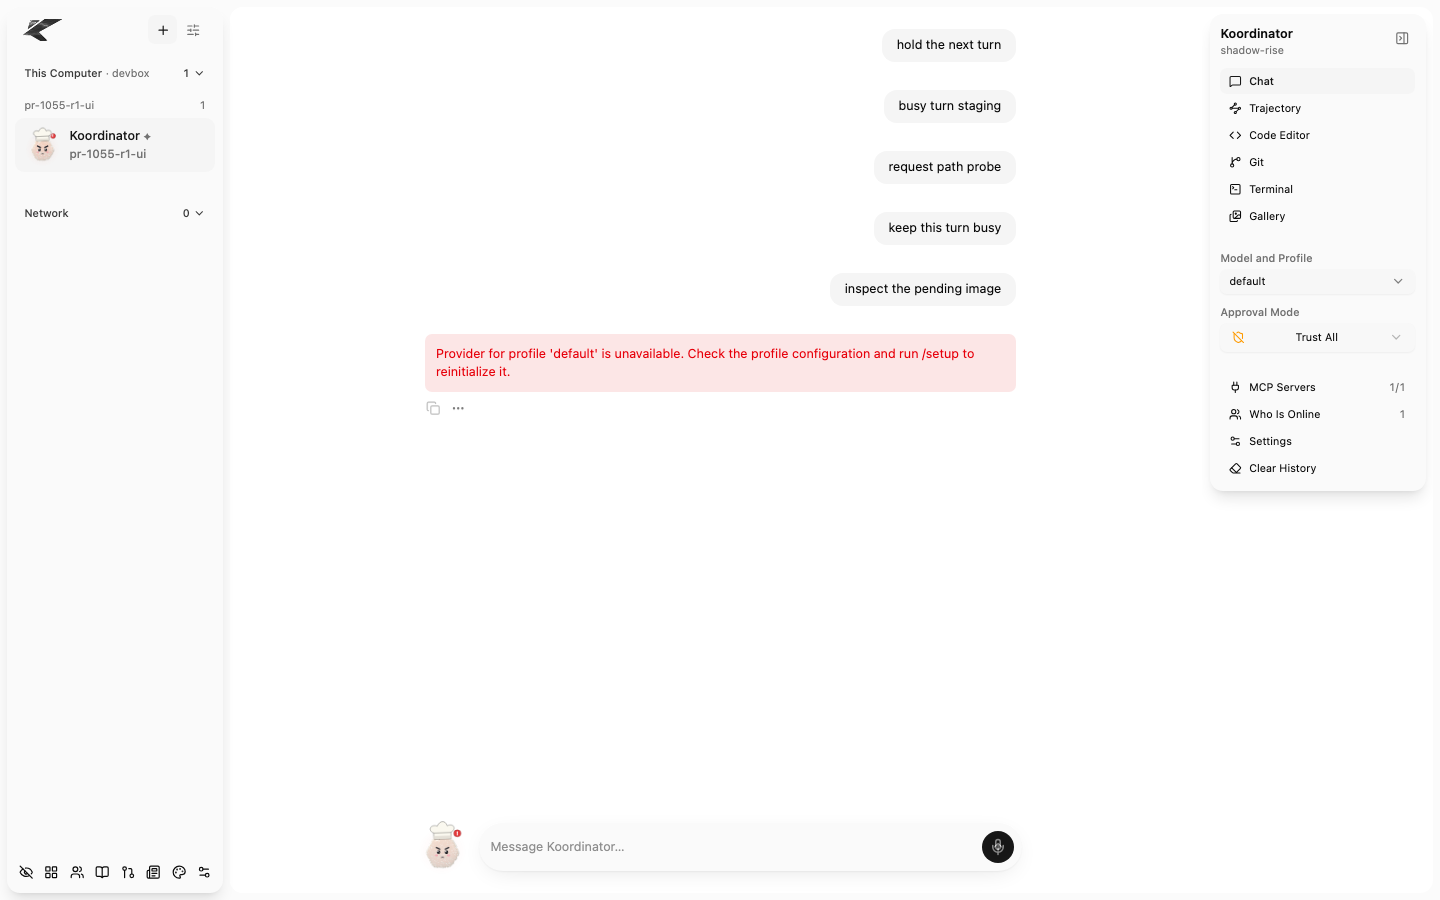 This Computer · devbox 1
pr-1055-r1-ui 1
Koordinator
pr-1055-r1-ui
Network 0
hold the next turn
busy turn staging
request path probe
keep this turn busy
inspect the pending image
Provider for profile 'default' is unavailable. Check the profile configuration and run /setup to
reinitialize it.
Message Koordinator...
Koordinator
shadow-rise
Chat
Trajectory
Code Editor
Git
Terminal
Gallery
Model and Profile
default
Approval Mode
Trust All
MCP Servers 1/1
Who Is Online 1
Settings
Clear History